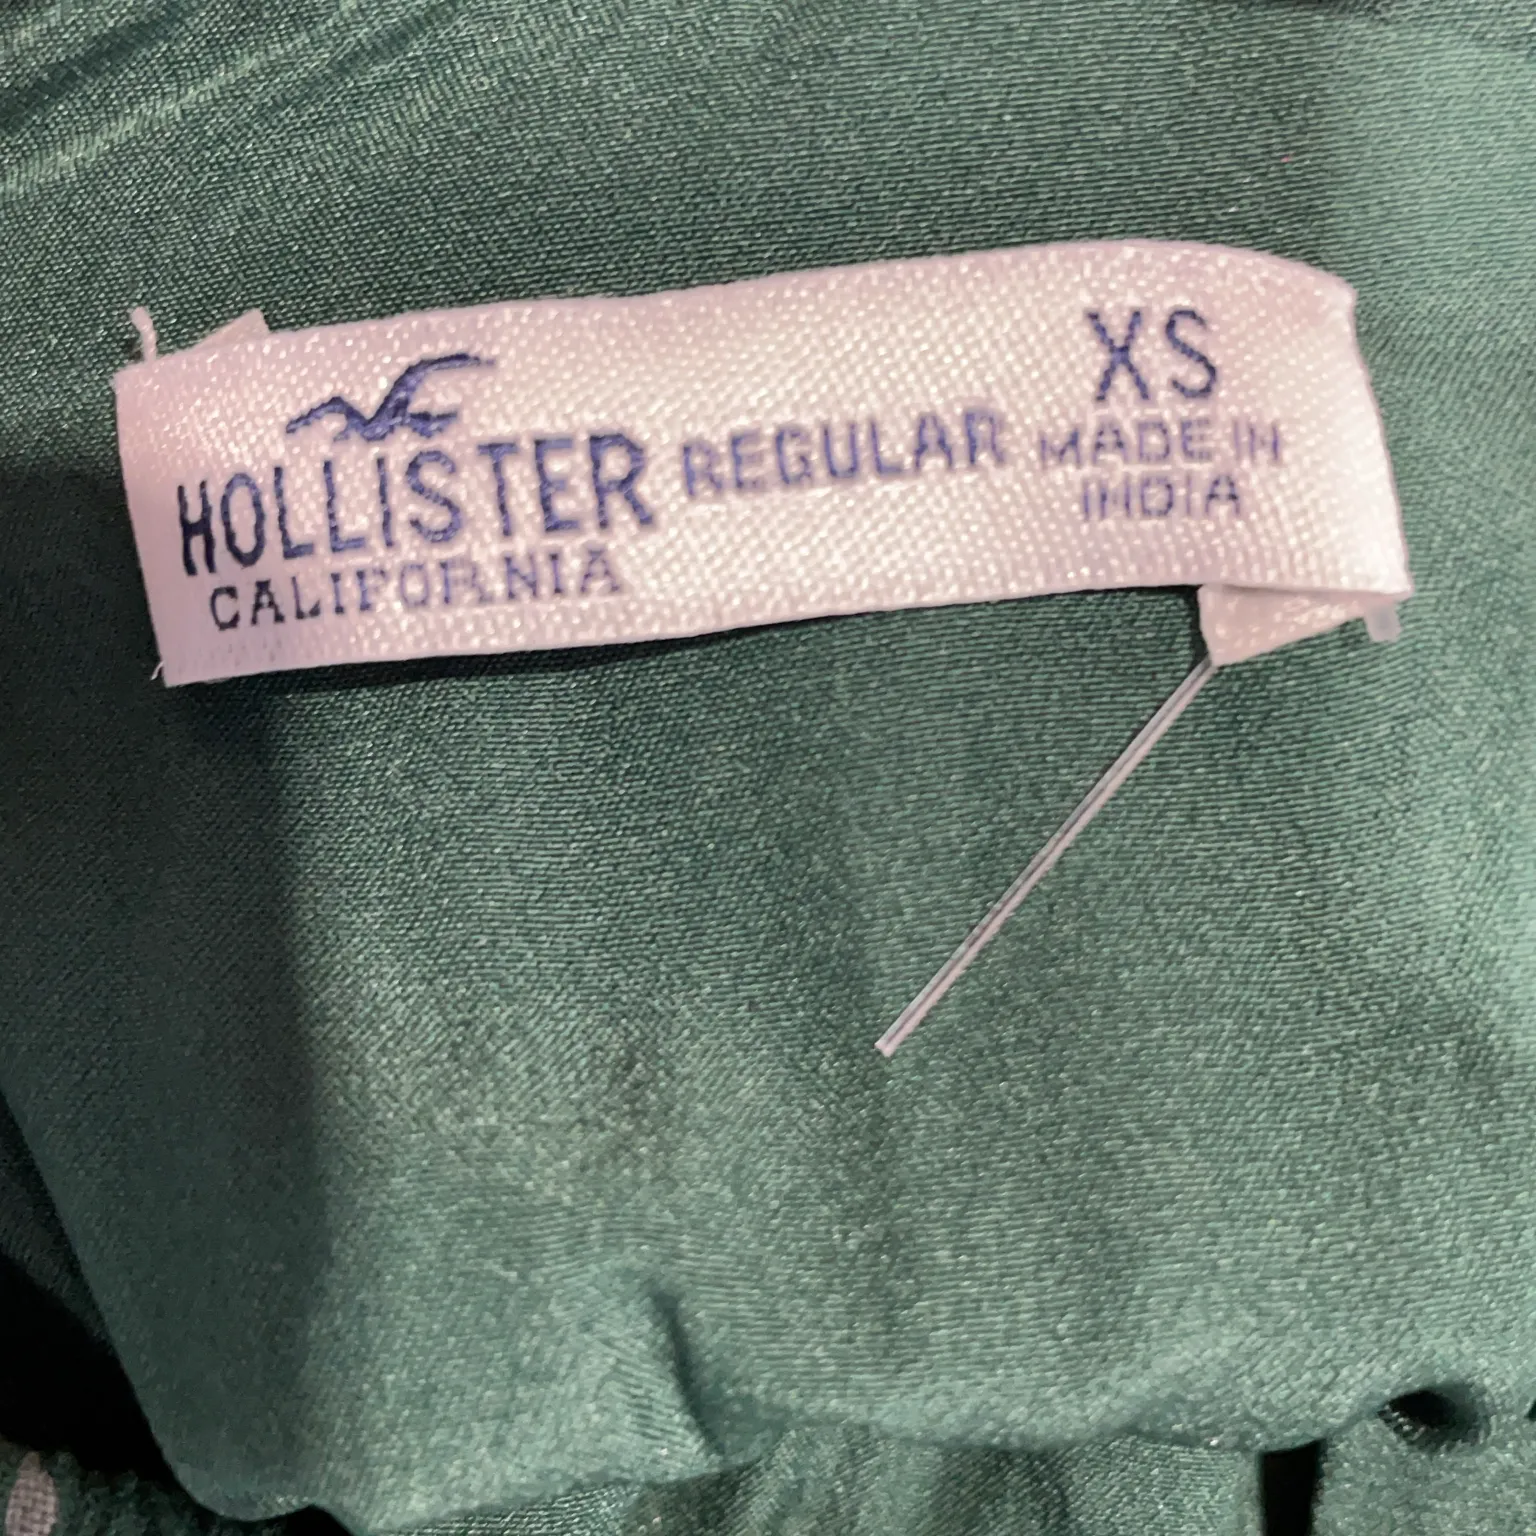 HOLLISTER
CALIFORNIA
REGULAR
XS
MADE IN
INDIA